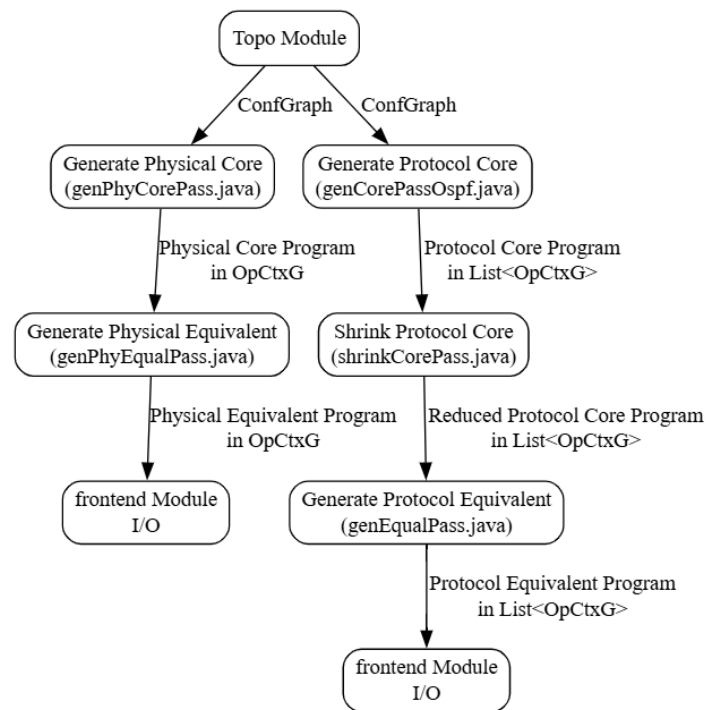 Topo Module
ConfGraph
ConfGraph
Generate Physical Core
(genPhyCorePass.java)
Generate Protocol Core
(genCorePassOspf.java)
Physical Core Program
in OpCtxG
Protocol Core Program
in List<OpCtxG>
Generate Physical Equivalent
(genPhyEqualPass.java)
Shrink Protocol Core
(shrinkCorePass.java)
Physical Equivalent Program
in OpCtxG
Reduced Protocol Core Program
in List<OpCtxG>
frontend Module
I/O
Generate Protocol Equivalent
(genEqualPass.java)
Protocol Equivalent Program
in List<OpCtxG>
frontend Module
I/O